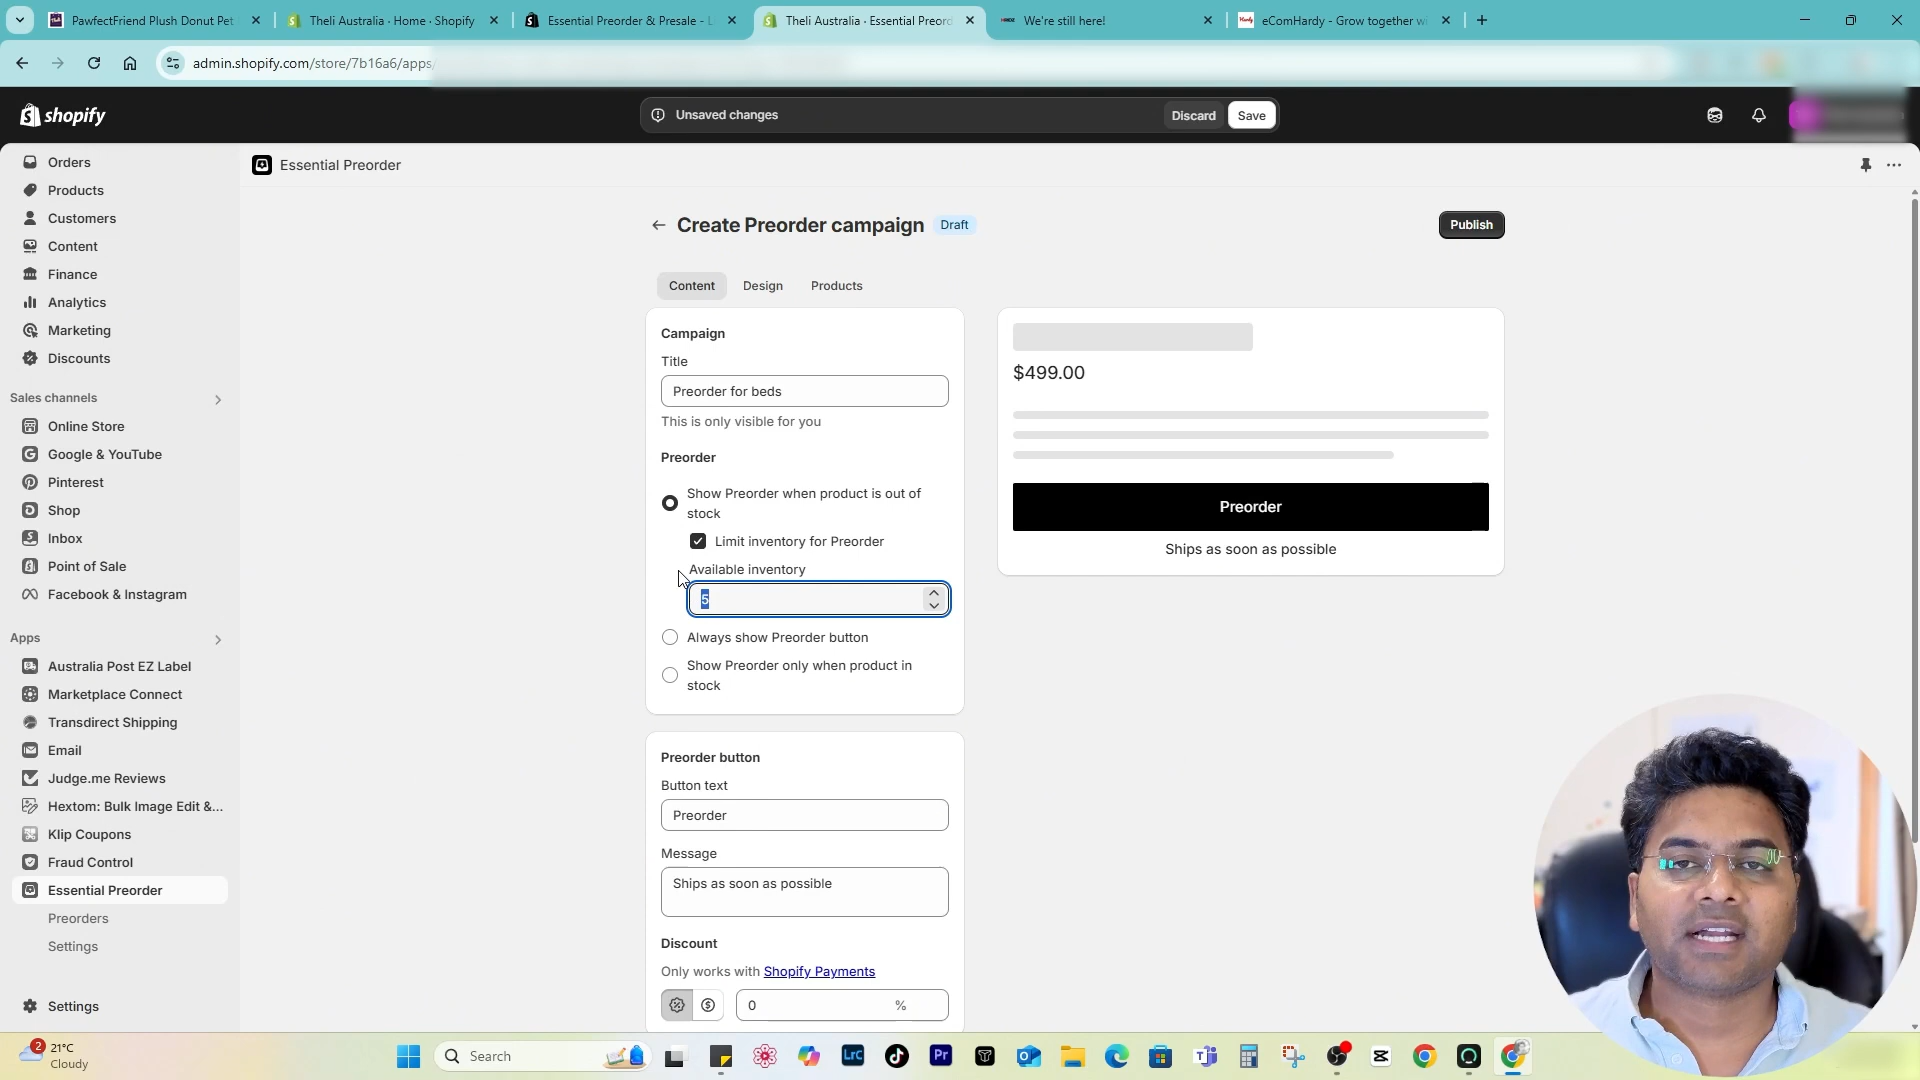 PawfectFriend Plush Donut Pet
Theli Australia · Home · Shopify
Essential Preorder & Presale - L
Theli Australia · Essential Preord
We're still here!
eComHardy - Grow together wi
admin.shopify.com/store/7b16a6/apps/
shopify
Unsaved changes
Discard
Save
Orders
Products
Customers
Content
Finance
Analytics
Marketing
Discounts
Sales channels
Online Store
Google & YouTube
Pinterest
Shop
Inbox
Point of Sale
Facebook & Instagram
Apps
Australia Post EZ Label
Marketplace Connect
Transdirect Shipping
Email
Judge.me Reviews
Hextom: Bulk Image Edit &...
Klip Coupons
Fraud Control
Essential Preorder
Preorders
Settings
Settings
Essential Preorder
Create Preorder campaign
Draft
Publish
Content
Design
Products
Campaign
Title
Preorder for beds
This is only visible for you
Preorder
Show Preorder when product is out of
stock
Limit inventory for Preorder
Available inventory
5
Always show Preorder button
Show Preorder only when product in
stock
Preorder button
Button text
Preorder
Message
Ships as soon as possible
Discount
Only works with Shopify Payments
0 %
$499.00
Preorder
Ships as soon as possible
2
21°C
Cloudy
Search
LrC
Pr